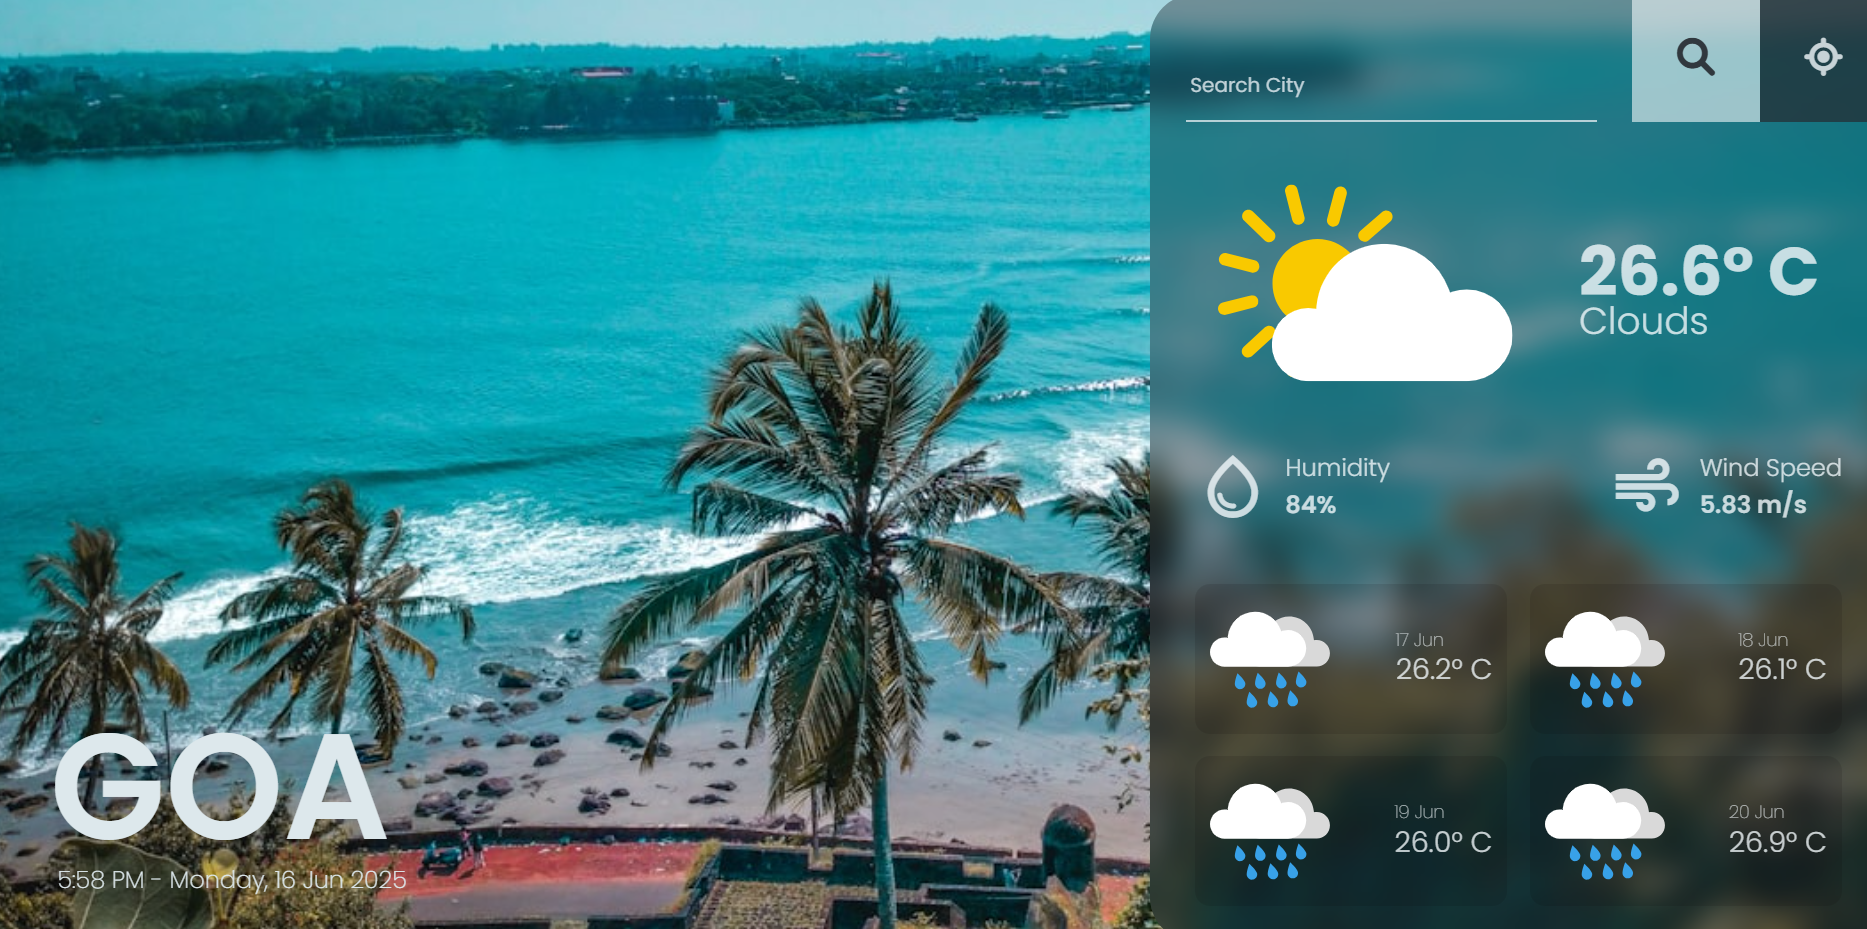 Search City
26.6° C
Clouds
Humidity
84%
Wind Speed
5.83 m/s
17 Jun
26.2° C
18 Jun
26.1° C
19 Jun
26.0° C
20 Jun
26.9° C
GOA
5:58 PM - Monday, 16 Jun 2025